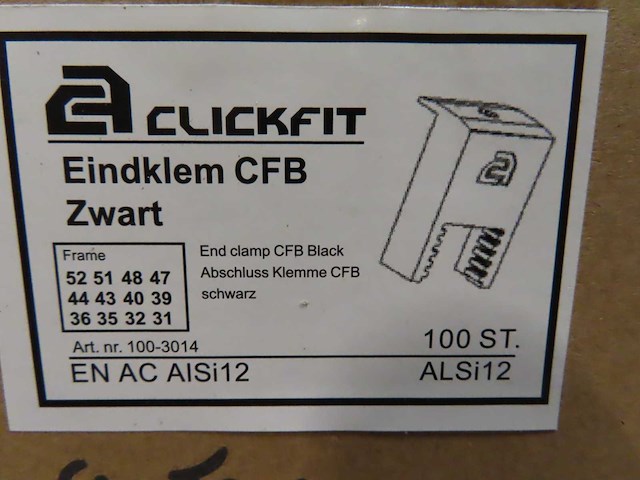 CLICKFIT
Eindklem CFB
Zwart
Frame
52 51 48 47
44 43 40 39
36 35 32 31
End clamp CFB Black
Abschluss Klemme CFB
schwarz
Art. nr. 100-3014
100 ST.
EN AC AlSi12
ALSi12